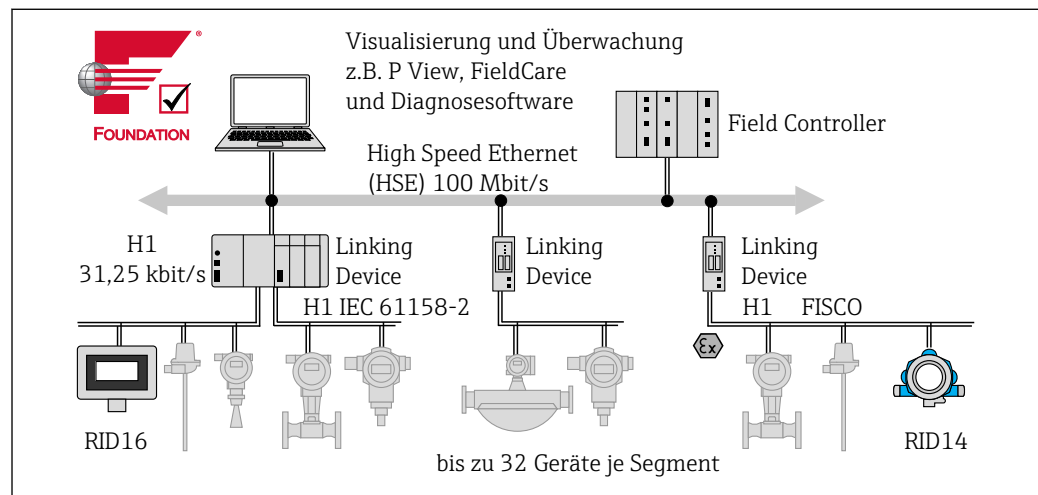 ®
FOUNDATION
Visualisierung und Überwachung
z.B. P View, FieldCare
und Diagnosesoftware
Field Controller
High Speed Ethernet
(HSE) 100 Mbit/s
H1
31,25 kbit/s
Linking
Device
Linking
Device
Linking
Device
H1 IEC 61158-2
H1 FISCO
Ex
RID16
RID14
bis zu 32 Geräte je Segment